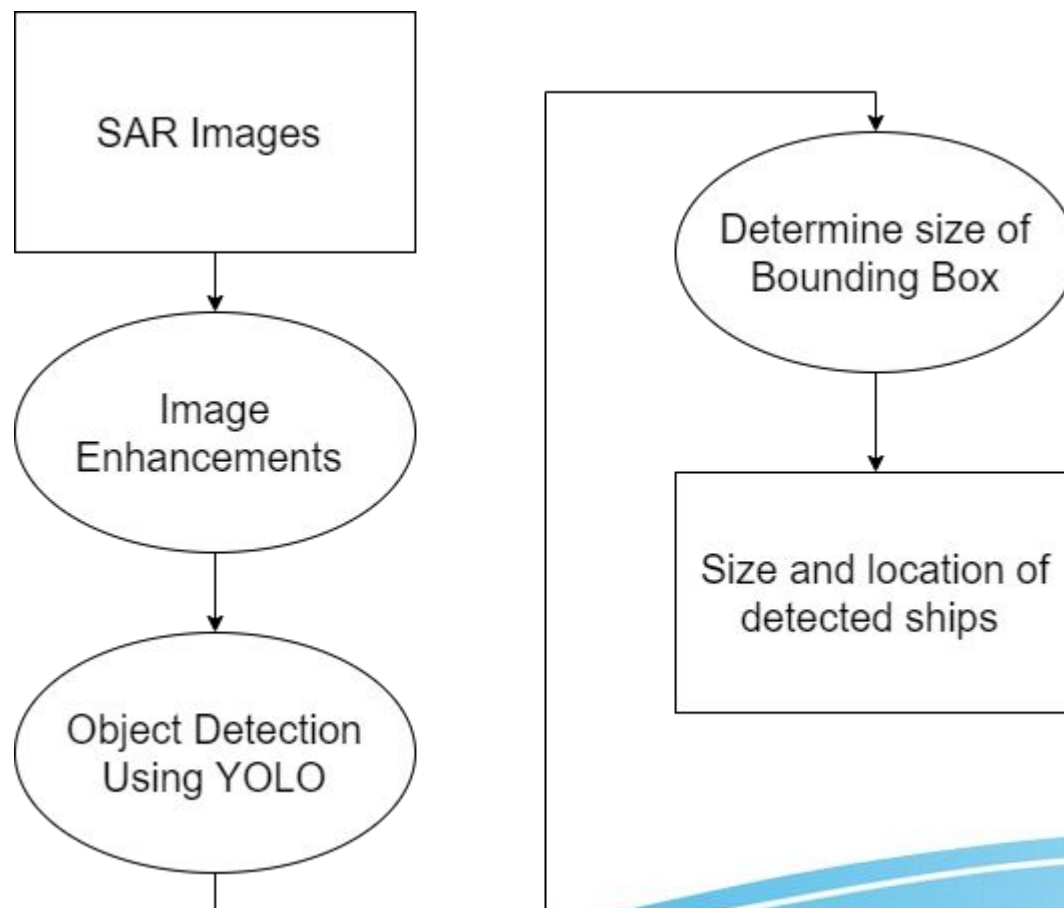 SAR Images
Image
Enhancements
Object Detection
Using YOLO
Determine size of
Bounding Box
Size and location of
detected ships